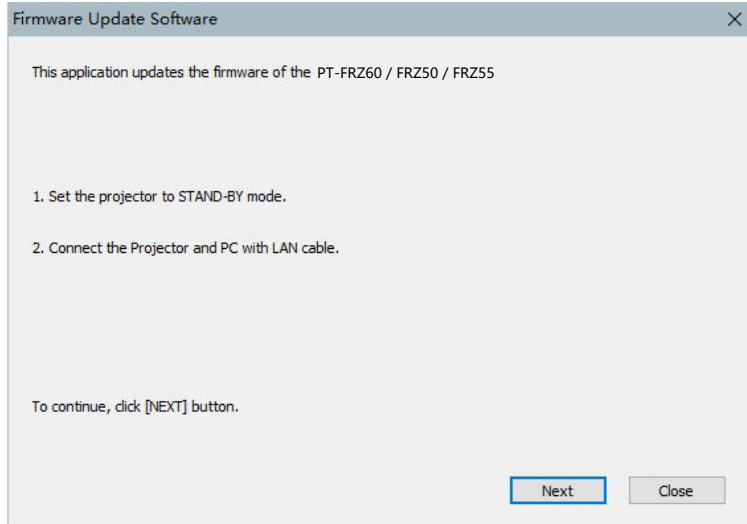 Firmware Update Software
This application updates the firmware of the PT-FRZ60 / FRZ50 / FRZ55
1. Set the projector to STAND-BY mode.
2. Connect the Projector and PC with LAN cable.
To continue, click [NEXT] button.
Next
Close